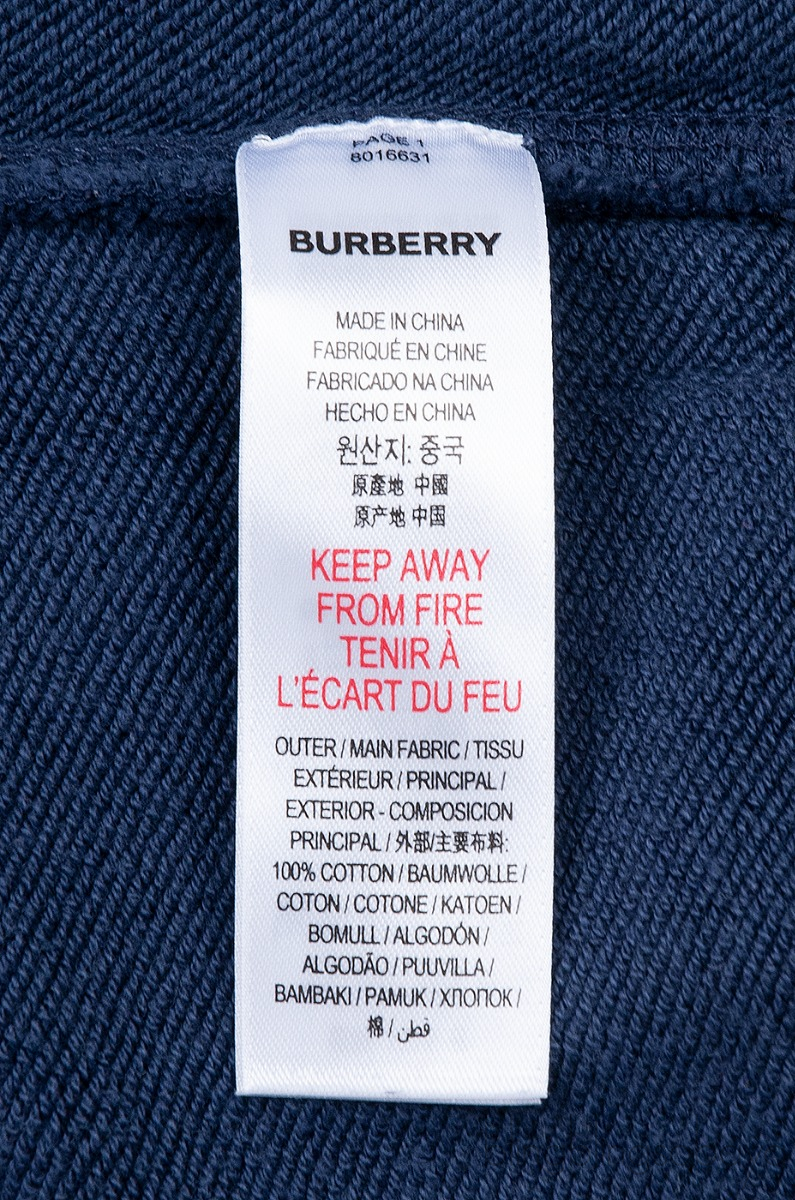 PAGE 1
8016631
BURBERRY
MADE IN CHINA
FABRIQUÉ EN CHINE
FABRICADO NA CHINA
HECHO EN CHINA
원산지: 중국
原產地 中國
原产地 中国
KEEP AWAY
FROM FIRE
TENIR À
L'ÉCART DU FEU
OUTER / MAIN FABRIC / TISSU
EXTÉRIEUR / PRINCIPAL /
EXTERIOR - COMPOSICION
PRINCIPAL / 外部/主要布料:
100% COTTON / BAUMWOLLE /
COTON / COTONE / KATOEN /
BOMULL / ALGODÓN /
ALGODÃO / PUUVILLA /
BAMBAKI / PAMUK / ХЛОПОК /
棉 / قطن